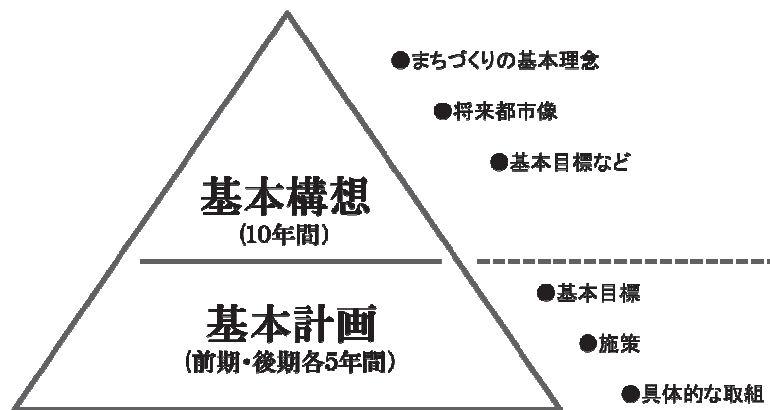 ●まちづくりの基本理念
●将来都市像
●基本目標など
基本構想
(10年間)
●基本目標
基本計画
(前期・後期各5年間)
●施策
●具体的な取組